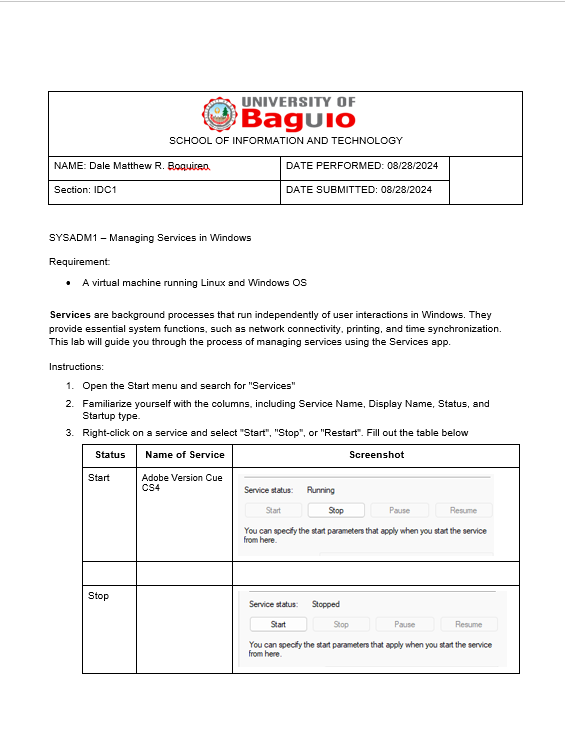 UNIVERSITY OF
Baguio
SCHOOL OF INFORMATION AND TECHNOLOGY
NAME: Dale Matthew R. Boquiren
DATE PERFORMED: 08/28/2024
Section: IDC1
DATE SUBMITTED: 08/28/2024
SYSADM1 – Managing Services in Windows
Requirement:
• A virtual machine running Linux and Windows OS
Services are background processes that run independently of user interactions in Windows. They
provide essential system functions, such as network connectivity, printing, and time synchronization.
This lab will guide you through the process of managing services using the Services app.
Instructions:
1. Open the Start menu and search for "Services"
2. Familiarize yourself with the columns, including Service Name, Display Name, Status, and
Startup type.
3. Right-click on a service and select "Start", "Stop", or "Restart". Fill out the table below
Status Name of Service Screenshot
Start
Adobe Version Cue
CS4
Service status: Running
Start Stop Pause Resume
You can specify the start parameters that apply when you start the service
from here.
Stop
Service status: Stopped
Start Stop Pause Resume
You can specify the start parameters that apply when you start the service
from here.